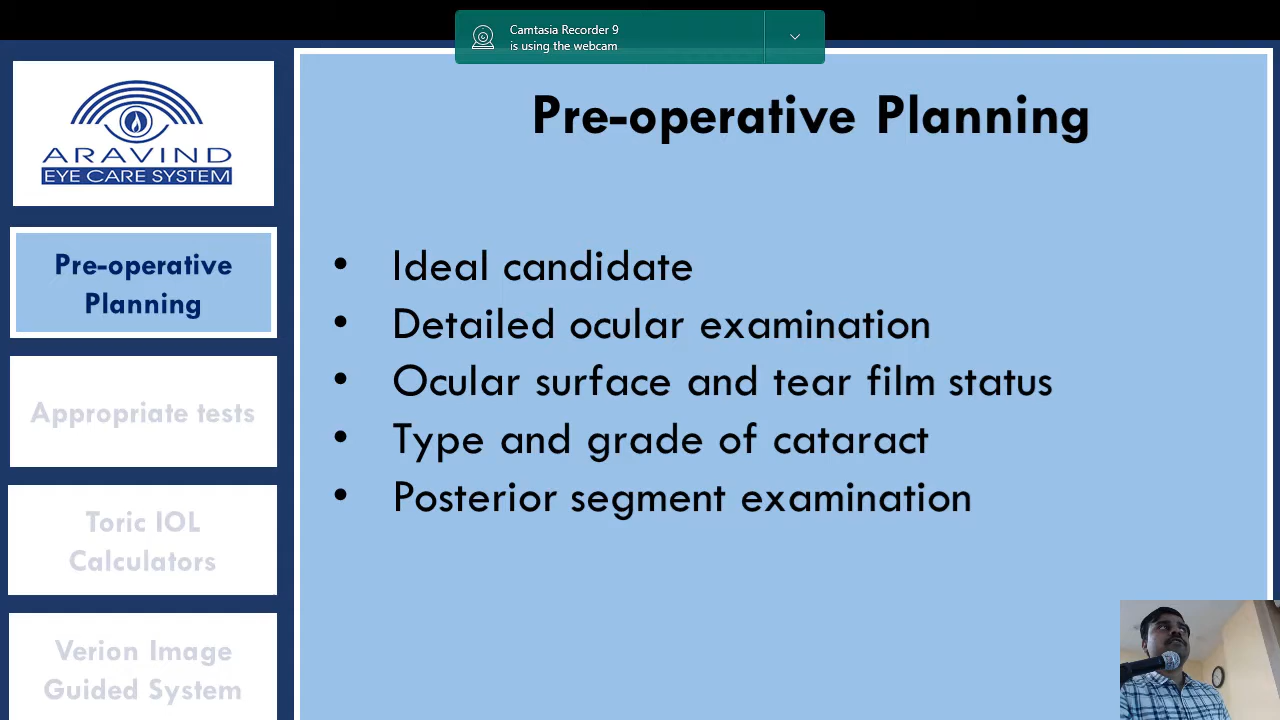 Camtasia Recorder 9
is using the webcam
ARAVIND
EYE CARE SYSTEM
Pre-operative
Planning
Appropriate tests
Toric IOL
Calculators
Verion Image
Guided System
Pre-operative Planning
• Ideal candidate
• Detailed ocular examination
• Ocular surface and tear film status
• Type and grade of cataract
• Posterior segment examination